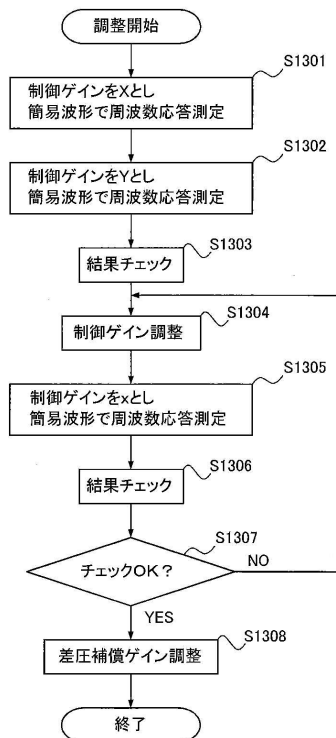 調整開始
S1301
制御ゲインをXとし
簡易波形で周波数応答測定
S1302
制御ゲインをYとし
簡易波形で周波数応答測定
S1303
結果チェック
S1304
制御ゲイン調整
S1305
制御ゲインをxとし
簡易波形で周波数応答測定
S1306
結果チェック
S1307
チェックOK?
NO
YES
S1308
差圧補償ゲイン調整
終了